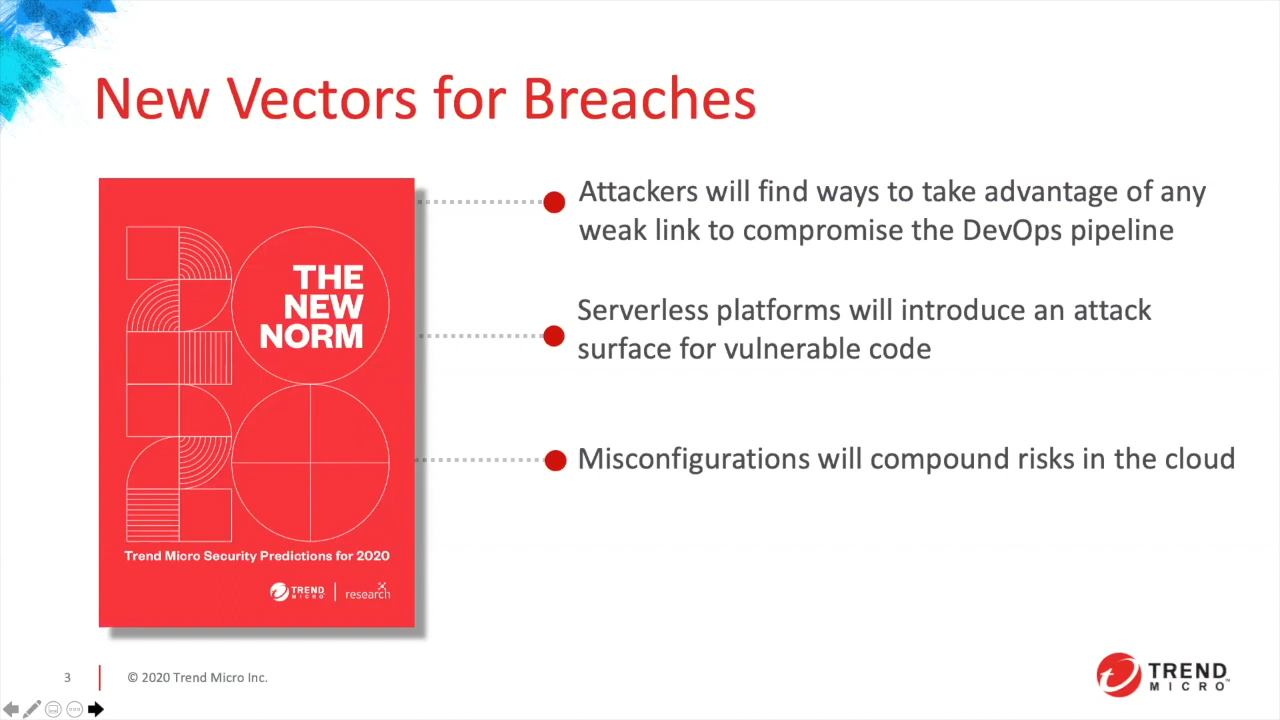 New Vectors for Breaches
THE
NEW
NORM
Trend Micro Security Predictions for 2020
TREND
MICRO
research
Attackers will find ways to take advantage of any
weak link to compromise the DevOps pipeline
Serverless platforms will introduce an attack
surface for vulnerable code
Misconfigurations will compound risks in the cloud
3
© 2020 Trend Micro Inc.
TREND
MICRO™